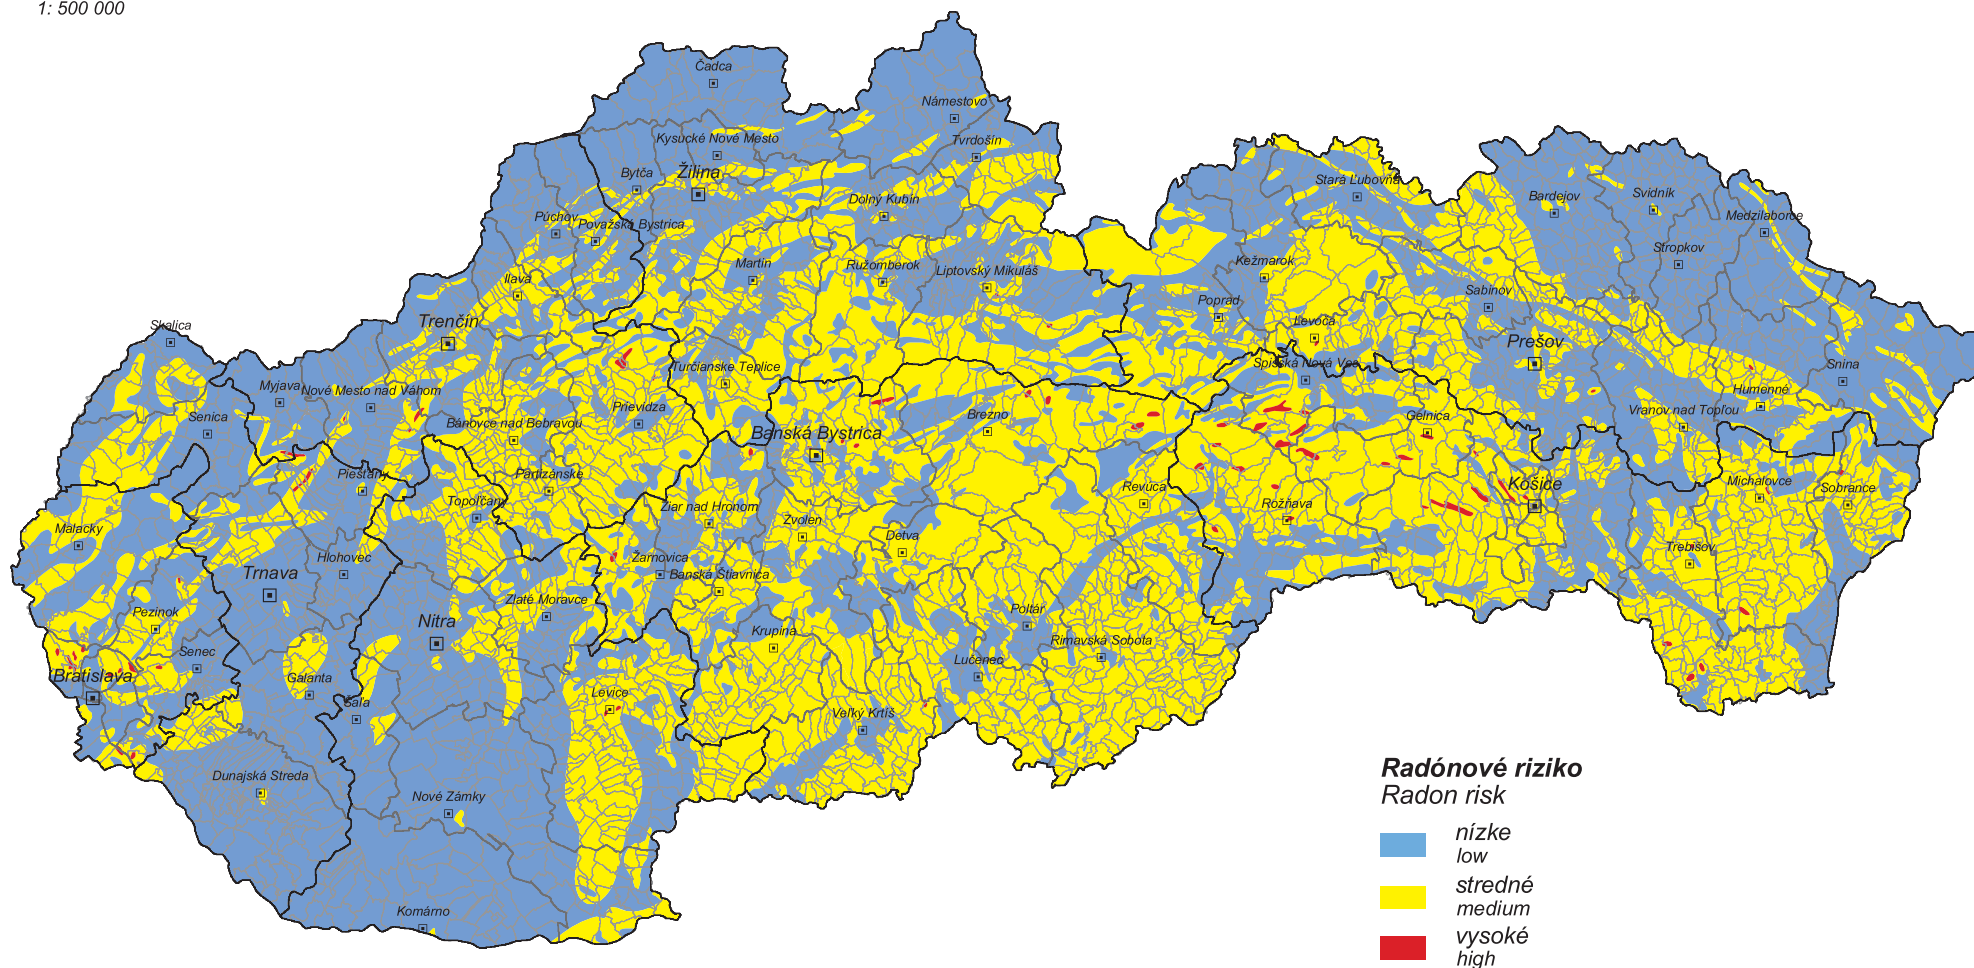 1: 500 000
Čadca
Námestovo
Kysucké Nové Mesto
Tvrdošín
Bytča
Žilina
Stará Ľubovňa
Bardejov
Svidník
Dolný Kubín
Medzilaborce
Púchov
Považská Bystrica
Stropkov
Martin
Ružomberok
Liptovský Mikuláš
Kežmarok
Ilava
Sabinov
Poprad
Skalica
Trenčín
Levoča
Prešov
Turčianske Teplice
Spišská Nová Ves
Snina
Myjava
Nové Mesto nad Váhom
Humenné
Senica
Prievidza
Brezno
Gelnica
Vranov nad Topľou
Bánovce nad Bebravou
Banská Bystrica
Piešťany
Partizánske
Revúca
Košice
Michalovce
Sobrance
Topoľčany
Žiar nad Hronom
Rožňava
Malacky
Zvolen
Detva
Trebišov
Hlohovec
Žarnovica
Trnava
Banská Štiavnica
Pezinok
Zlaté Moravce
Poltár
Nitra
Krupina
Rimavská Sobota
Senec
Lučenec
Bratislava
Galanta
Levice
Šaľa
Veľký Krtíš
Dunajská Streda
Nové Zámky
Komárno
Radónové riziko
Radon risk
nízke
low
stredné
medium
vysoké
high